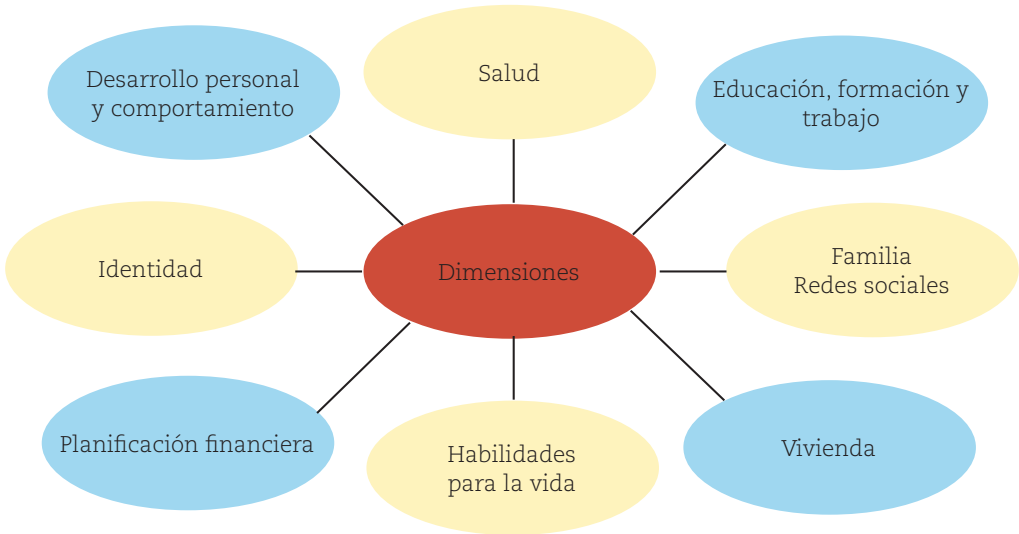 Desarrollo personal
y comportamiento
Salud
Educación, formación y
trabajo
Identidad
Dimensiones
Familia
Redes sociales
Planificación financiera
Habilidades
para la vida
Vivienda